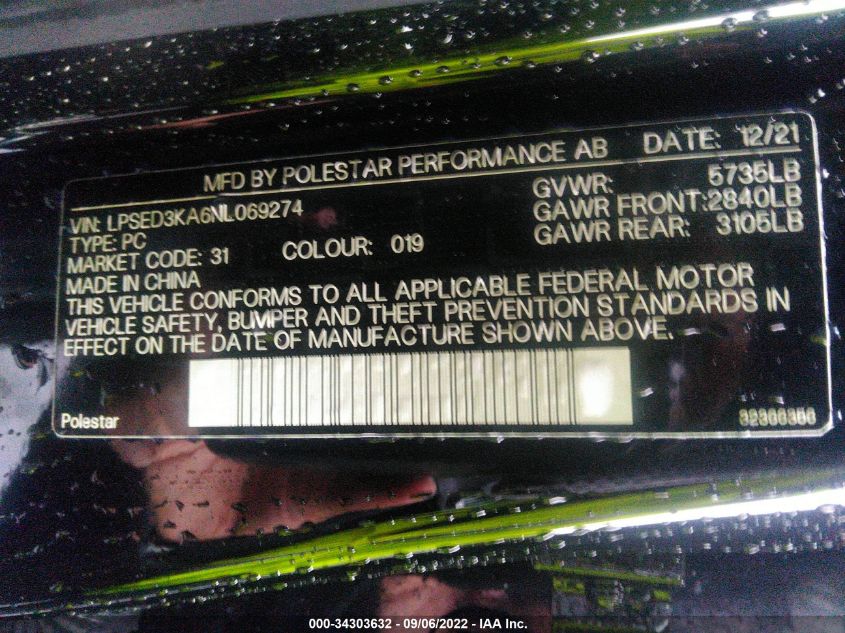 MFD BY POLESTAR PERFORMANCE AB DATE: 12/21
VIN: LPSED3KA6NL069274 GVWR: 5735LB
TYPE: PC GAWR FRONT:2840LB
MARKET CODE: 31 COLOUR: 019 GAWR REAR: 3105LB
MADE IN CHINA
THIS VEHICLE CONFORMS TO ALL APPLICABLE FEDERAL MOTOR
VEHICLE SAFETY, BUMPER AND THEFT PREVENTION STANDARDS IN
EFFECT ON THE DATE OF MANUFACTURE SHOWN ABOVE.
Polestar
000-34303632 - 09/06/2022 - IAA Inc.